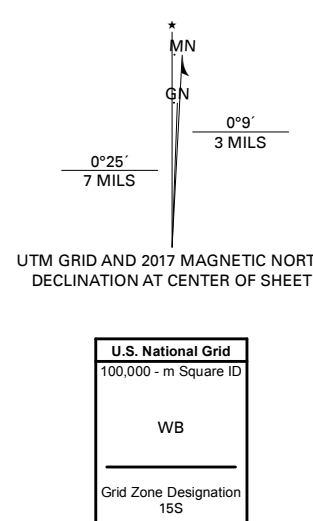 ★
MN
GN
0°9´
3 MILS
0°25´
7 MILS
UTM GRID AND 2017 MAGNETIC NORT
DECLINATION AT CENTER OF SHEET
U.S. National Grid
100,000 - m Square ID
WB
Grid Zone Designation
15S